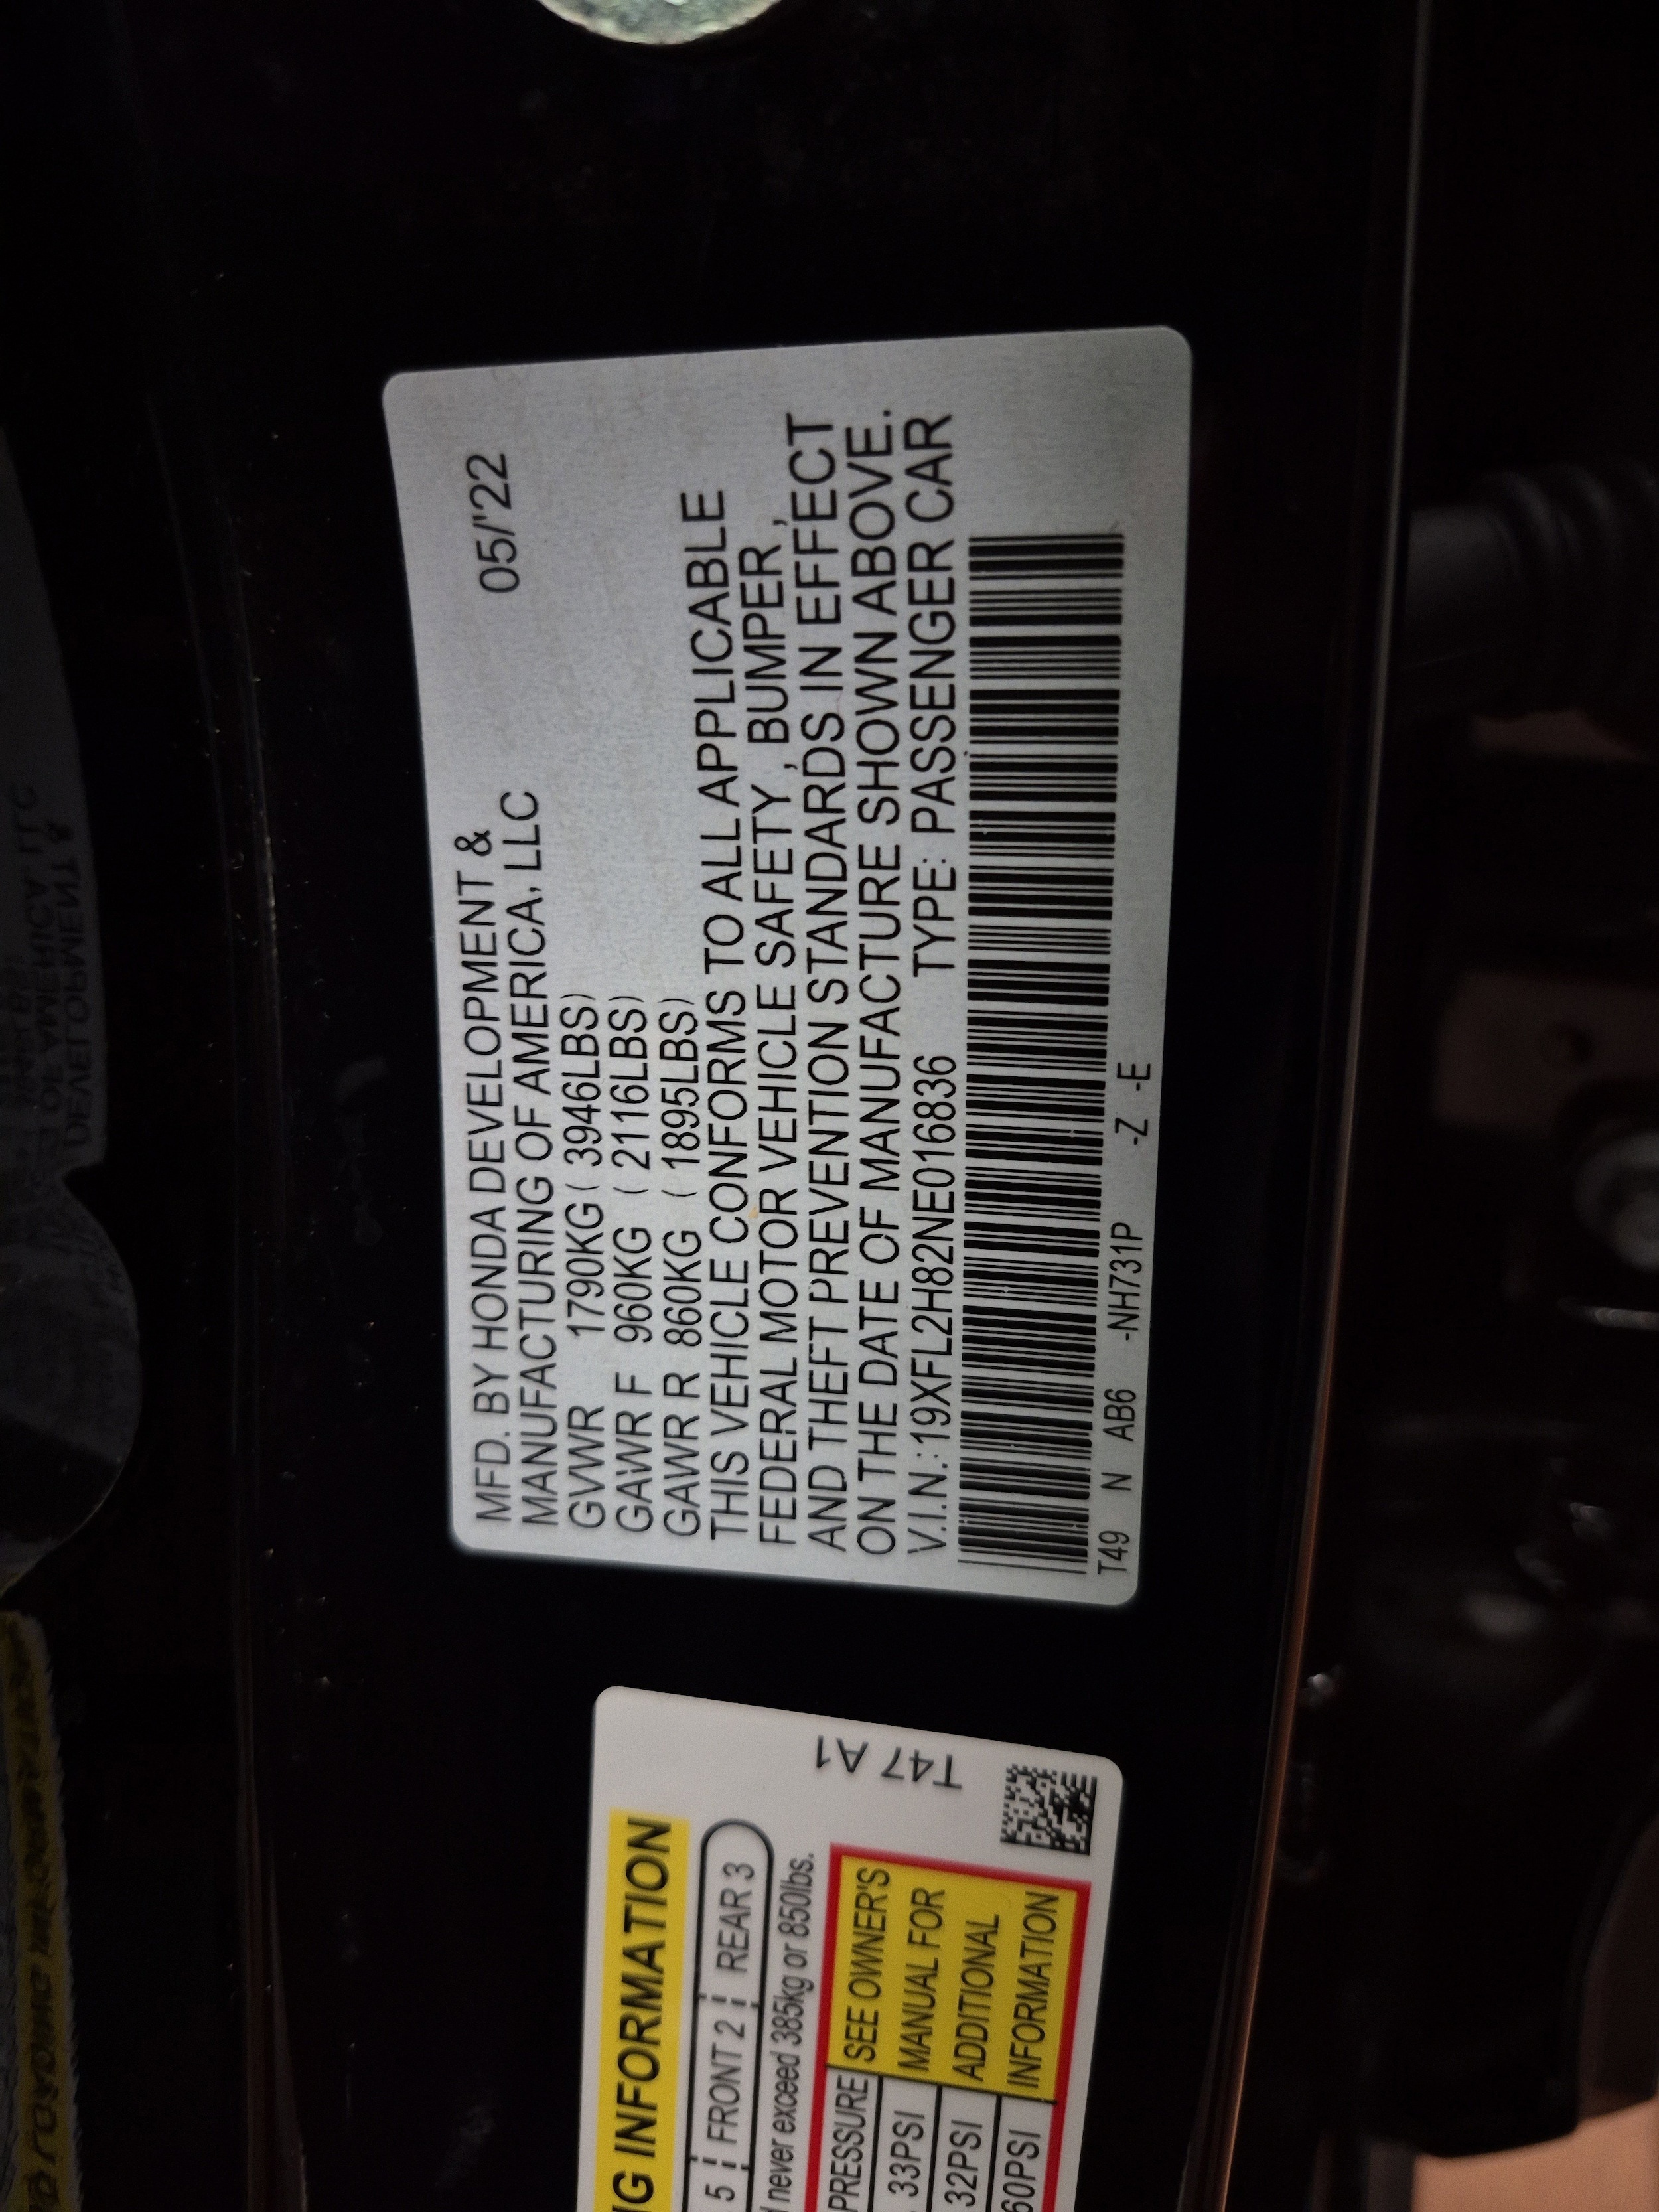 MFD. BY HONDA DEVELOPMENT &
MANUFACTURING OF AMERICA, LLC
05/'22
GVWR 1790KG ( 3946LBS)
GAWR F 960KG ( 2116LBS)
GAWR R 860KG ( 1895LBS)
THIS VEHICLE CONFORMS TO ALL APPLICABLE
FEDERAL MOTOR VEHICLE SAFETY , BUMPER ,
AND THEFT PREVENTION STANDARDS IN EFFECT
ON THE DATE OF MANUFACTURE SHOWN ABOVE.
V.I.N.:19XFL2H82NE016836 TYPE: PASSENGER CAR
T49 N AB6 -NH731P -Z -E
INFORMATION
5 FRONT 2 REAR 3
never exceed 385kg or 850lbs.
PRESSURE
33PSI
32PSI
60PSI
SEE OWNER'S
MANUAL FOR
ADDITIONAL
INFORMATION
T47 A1